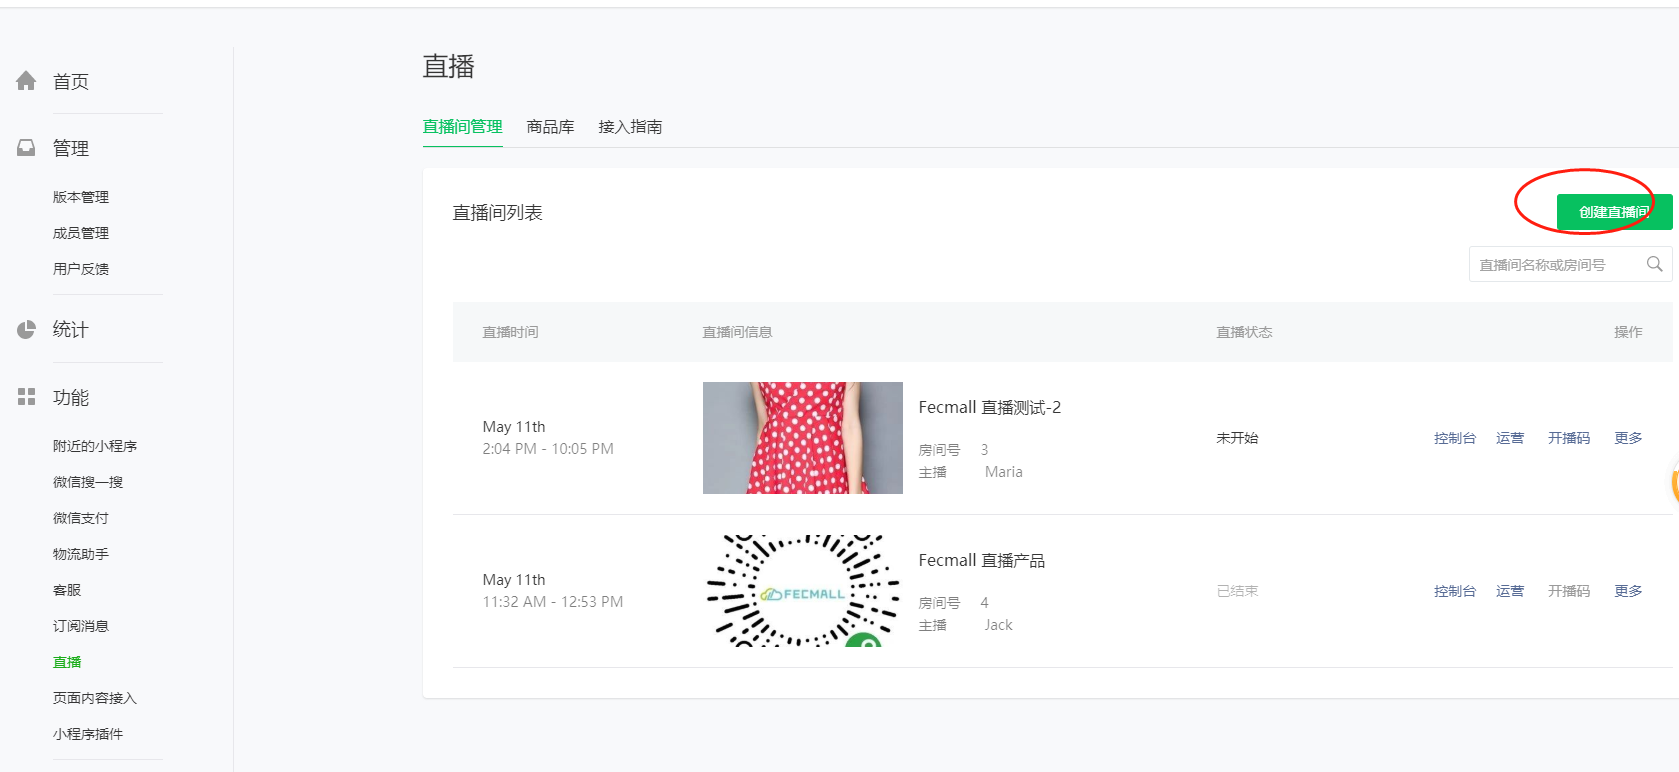 首页
管理
版本管理
成员管理
用户反馈
统计
功能
附近的小程序
微信搜一搜
微信支付
物流助手
客服
订阅消息
直播
页面内容接入
小程序插件
直播
直播间管理 商品库 接入指南
直播间列表
创建直播间
直播间名称或房间号
直播时间 直播间信息 直播状态 操作
May 11th
2:04 PM - 10:05 PM
Fecmall 直播测试-2
房间号 3
主播 Maria
未开始
控制台 运营 开播码 更多
May 11th
11:32 AM - 12:53 PM
FECMALL
Fecmall 直播产品
房间号 4
主播 Jack
已结束
控制台 运营 开播码 更多